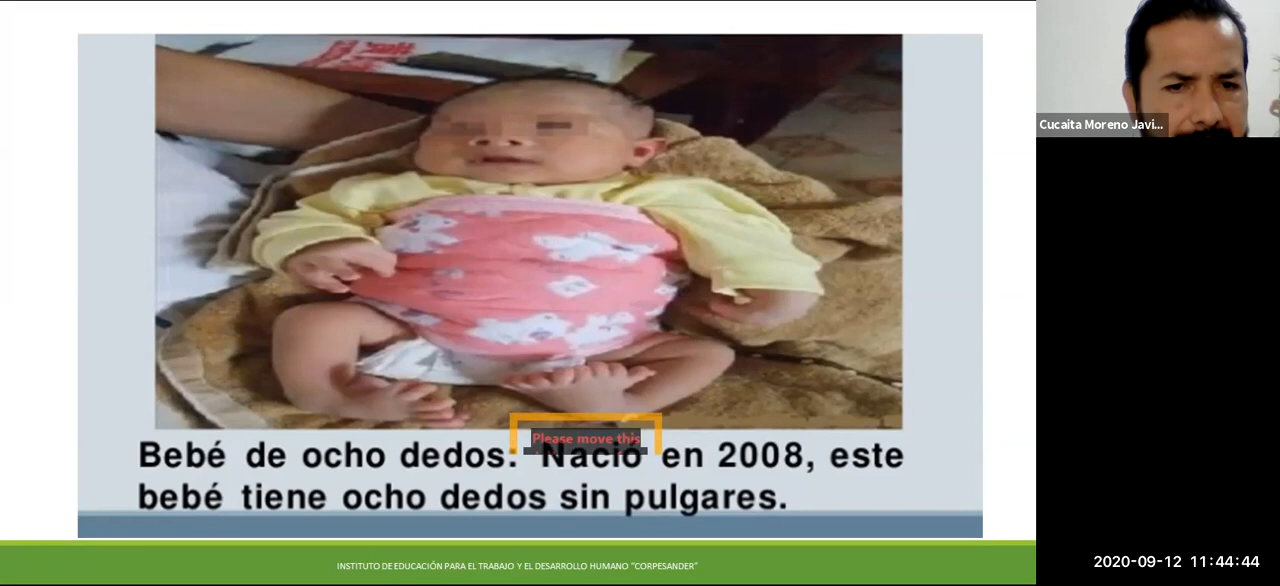 Cucaita Moreno Javi...
Please move this
Bebé de ocho dedos: Nació en 2008, este
bebé tiene ocho dedos sin pulgares.
INSTITUTO DE EDUCACIÓN PARA EL TRABAJO Y EL DESARROLLO HUMANO "CORPESANDER"
2020-09-12 11:44:44